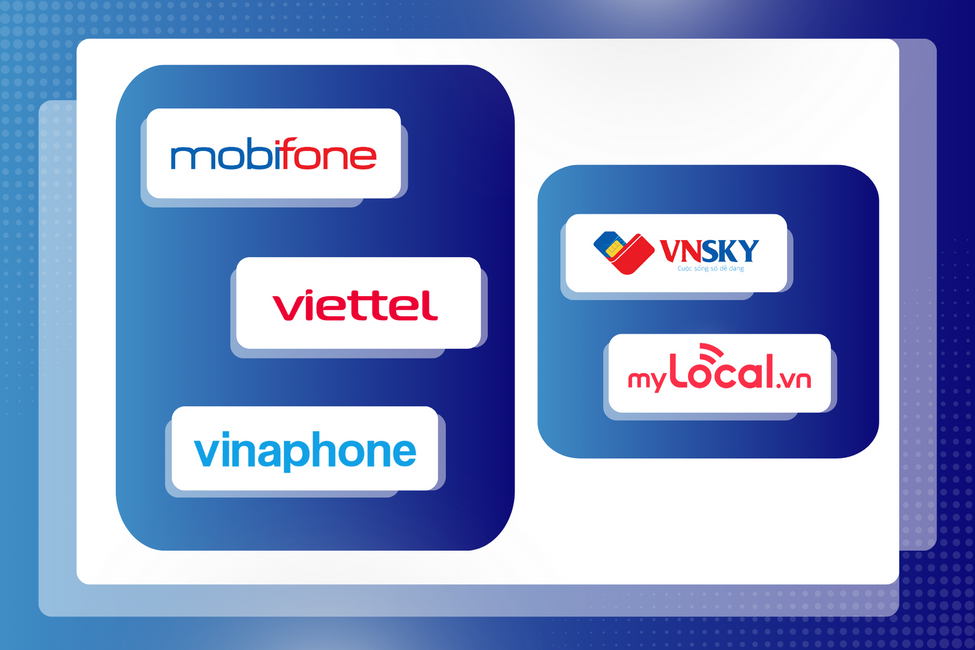 mobifone
viettel
vinaphone
VNSKY
Cuộc sống số dễ dàng
myLocal.vn